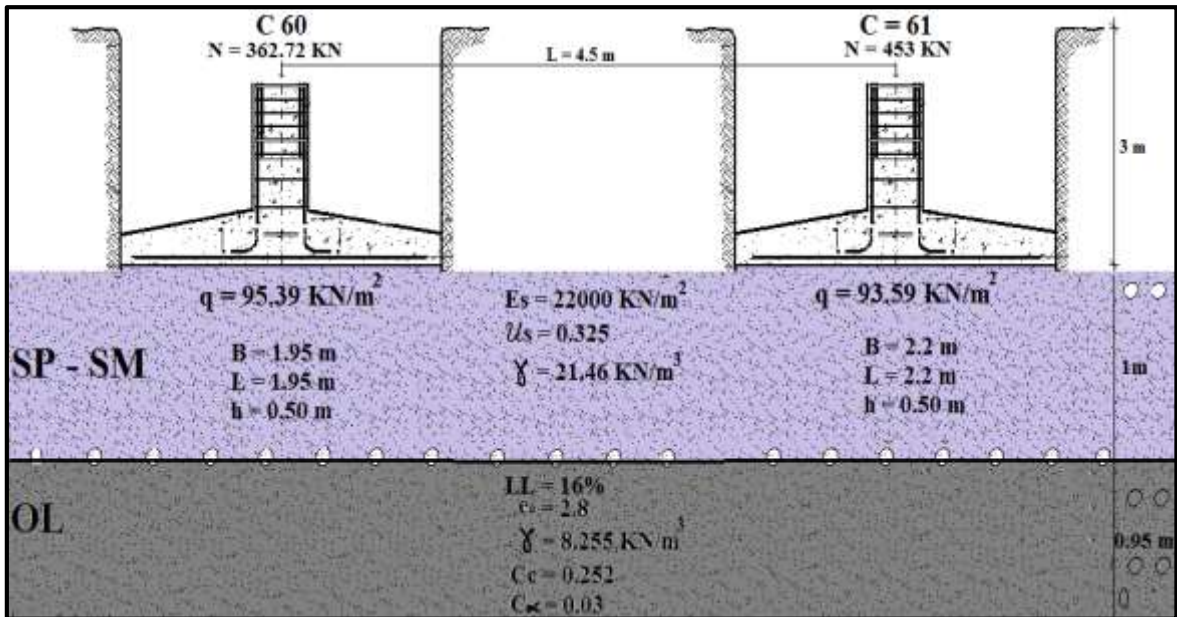 C 60
N = 362.72 KN
L = 4.5 m
C = 61
N = 453 KN
3 m
q = 95.39 KN/m²
B = 1.95 m
L = 1.95 m
h = 0.50 m
Es = 22000 KN/m²
Us = 0.325
γ = 21.46 KN/m³
q = 93.59 KN/m²
B = 2.2 m
L = 2.2 m
h = 0.50 m
SP - SM
1m
OL
LL = 16%
e₀ = 2.8
γ = 8.255 KN/m³
Cc = 0.252
C∝ = 0.03
0.95 m